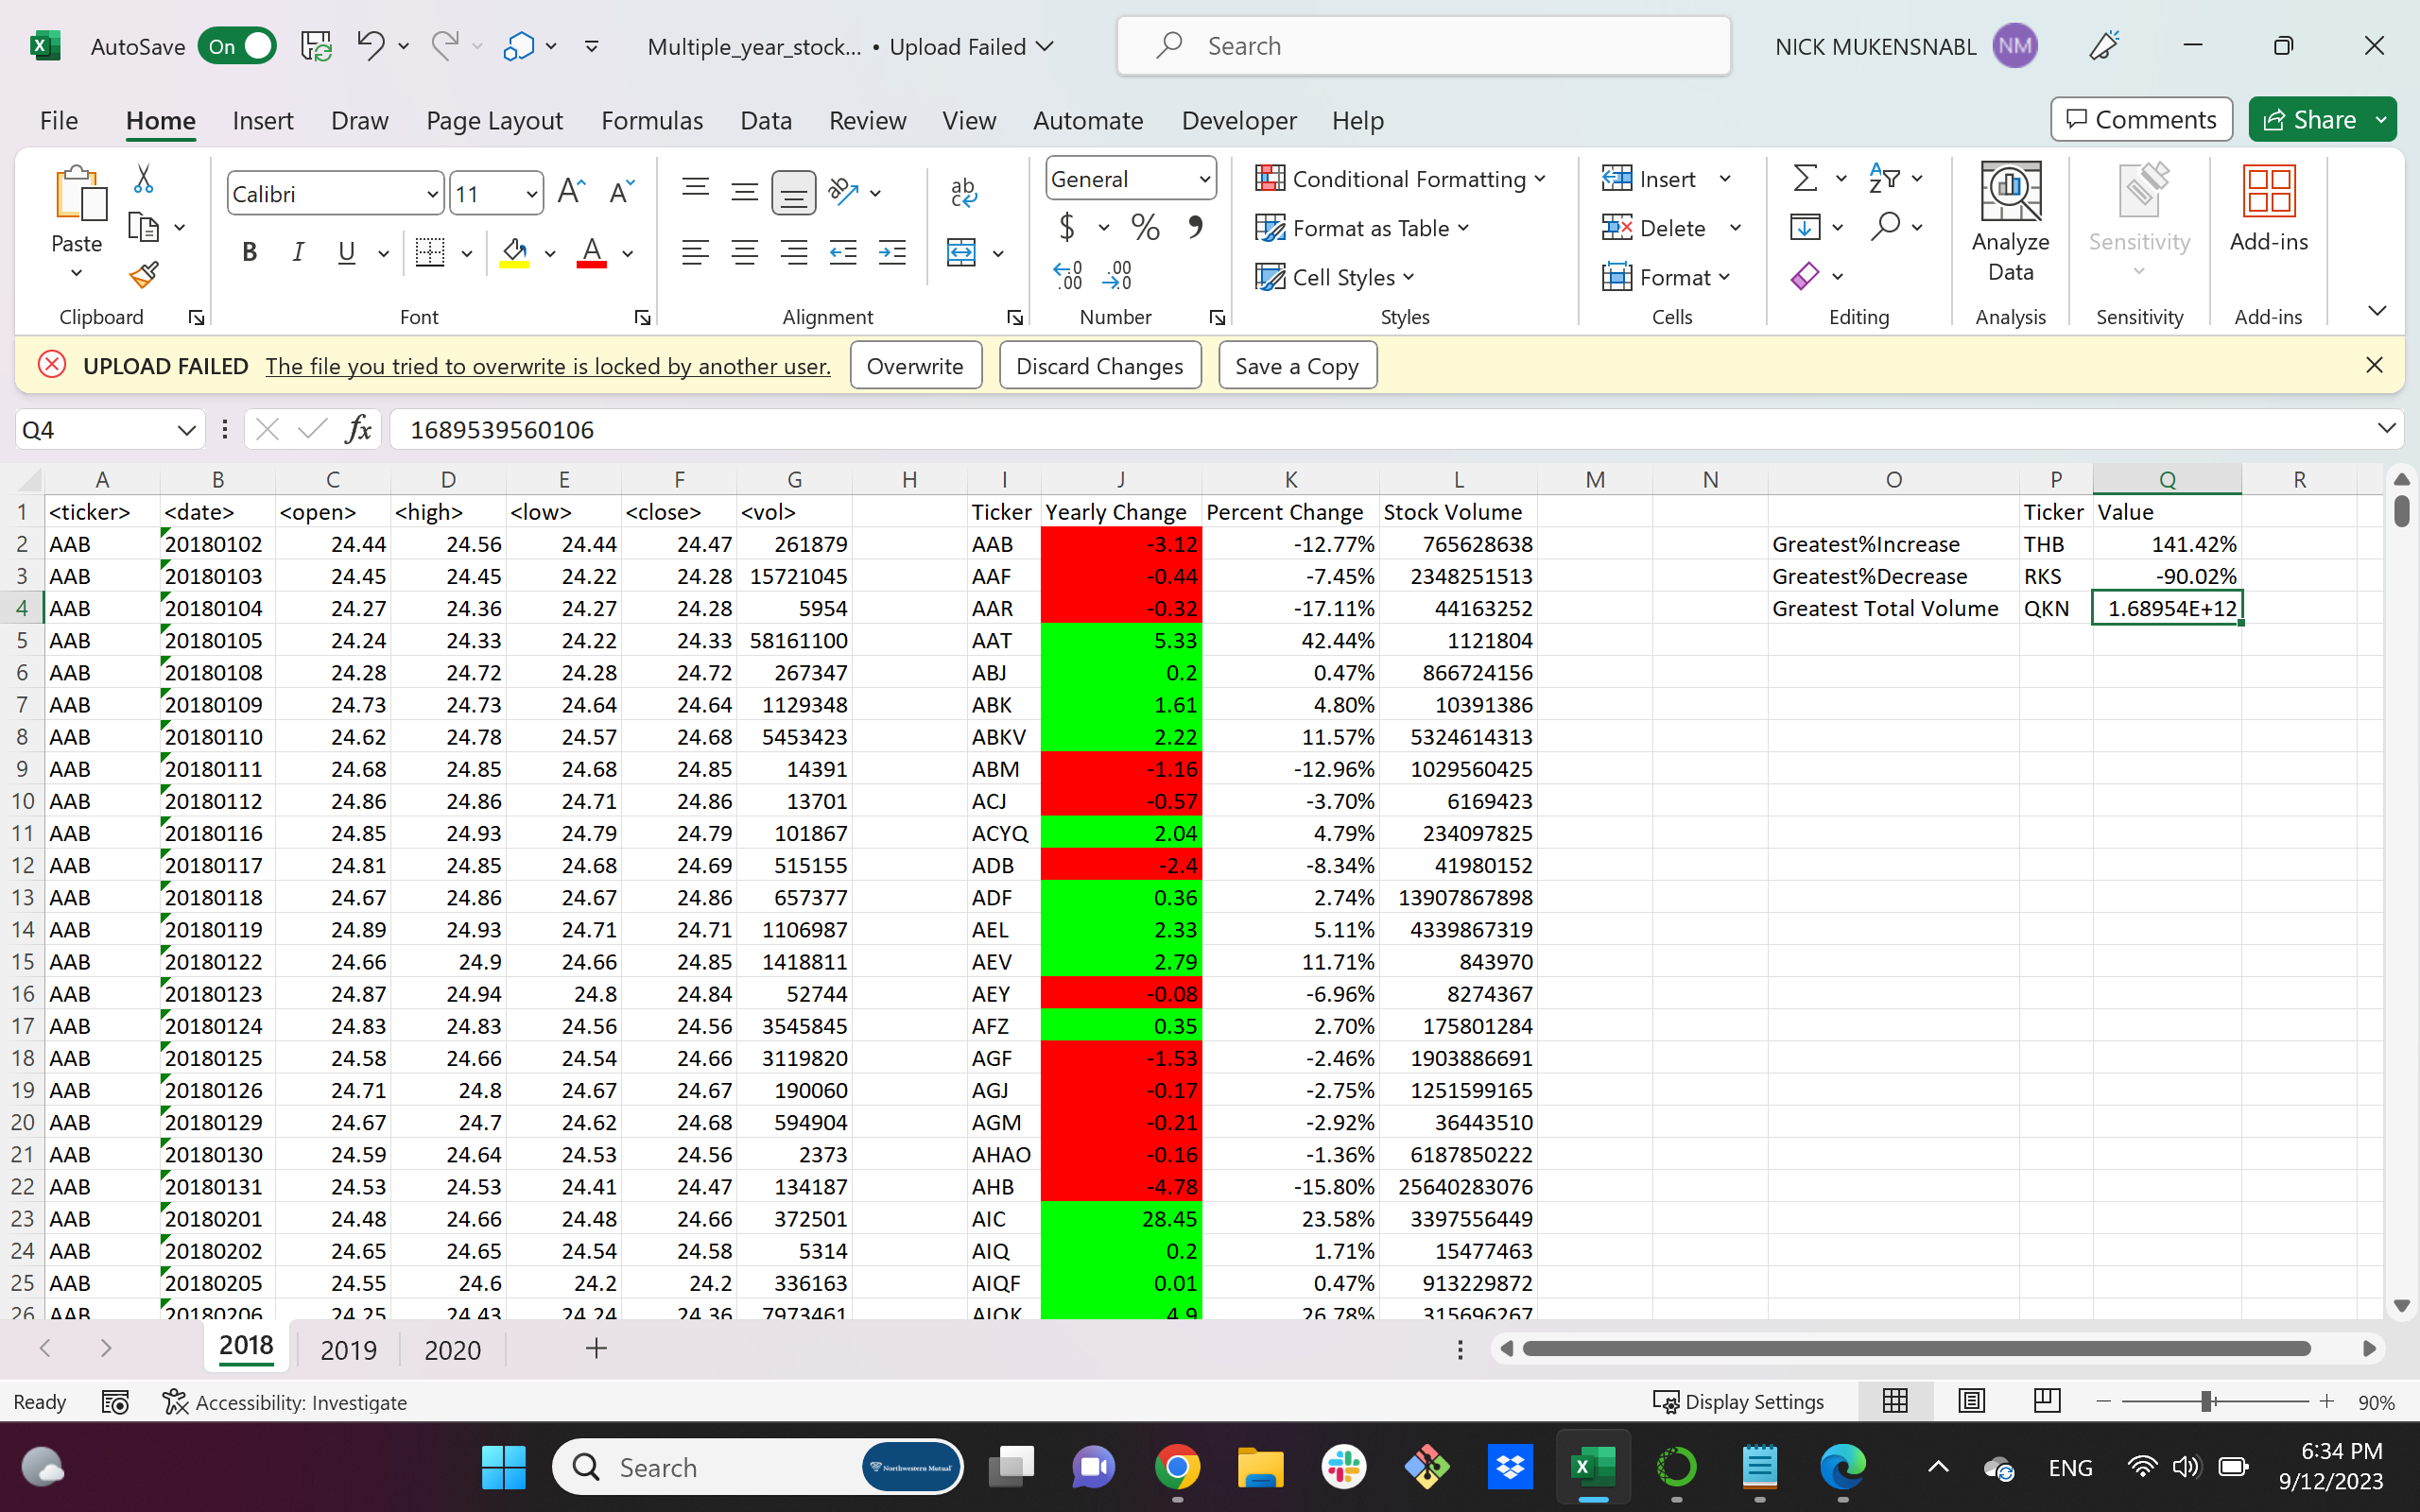 AutoSave On Multiple_year_stock... • Upload Failed Search NICK MUKENSNABL NM
File Home Insert Draw Page Layout Formulas Data Review View Automate Developer Help Comments Share
Paste Calibri 11 General Conditional Formatting Format as Table Cell Styles Insert Delete Format Analyze Data Sensitivity Add-ins
Clipboard Font Alignment Number Styles Cells Editing Analysis Sensitivity Add-ins
UPLOAD FAILED The file you tried to overwrite is locked by another user. Overwrite Discard Changes Save a Copy
Q4 fx 1689539560106
A B C D E F G H I J K L M N O P Q R
1 <ticker> <date> <open> <high> <low> <close> <vol> Ticker Yearly Change Percent Change Stock Volume Ticker Value
2 AAB 20180102 24.44 24.56 24.44 24.47 261879 AAB -3.12 -12.77% 765628638 Greatest%Increase THB 141.42%
3 AAB 20180103 24.45 24.45 24.22 24.28 15721045 AAF -0.44 -7.45% 2348251513 Greatest%Decrease RKS -90.02%
4 AAB 20180104 24.27 24.36 24.27 24.28 5954 AAR -0.32 -17.11% 44163252 Greatest Total Volume QKN 1.68954E+12
5 AAB 20180105 24.24 24.33 24.22 24.33 58161100 AAT 5.33 42.44% 1121804
6 AAB 20180108 24.28 24.72 24.28 24.72 267347 ABJ 0.2 0.47% 866724156
7 AAB 20180109 24.73 24.73 24.64 24.64 1129348 ABK 1.61 4.80% 10391386
8 AAB 20180110 24.62 24.78 24.57 24.68 5453423 ABKV 2.22 11.57% 5324614313
9 AAB 20180111 24.68 24.85 24.68 24.85 14391 ABM -1.16 -12.96% 1029560425
10 AAB 20180112 24.86 24.86 24.71 24.86 13701 ACJ -0.57 -3.70% 6169423
11 AAB 20180116 24.85 24.93 24.79 24.79 101867 ACYQ 2.04 4.79% 234097825
12 AAB 20180117 24.81 24.85 24.68 24.69 515155 ADB -2.4 -8.34% 41980152
13 AAB 20180118 24.67 24.86 24.67 24.86 657377 ADF 0.36 2.74% 13907867898
14 AAB 20180119 24.89 24.93 24.71 24.71 1106987 AEL 2.33 5.11% 4339867319
15 AAB 20180122 24.66 24.9 24.66 24.85 1418811 AEV 2.79 11.71% 843970
16 AAB 20180123 24.87 24.94 24.8 24.84 52744 AEY -0.08 -6.96% 8274367
17 AAB 20180124 24.83 24.83 24.56 24.56 3545845 AFZ 0.35 2.70% 175801284
18 AAB 20180125 24.58 24.66 24.54 24.66 3119820 AGF -1.53 -2.46% 1903886691
19 AAB 20180126 24.71 24.8 24.67 24.67 190060 AGJ -0.17 -2.75% 1251599165
20 AAB 20180129 24.67 24.7 24.62 24.68 594904 AGM -0.21 -2.92% 36443510
21 AAB 20180130 24.59 24.64 24.53 24.56 2373 AHAO -0.16 -1.36% 6187850222
22 AAB 20180131 24.53 24.53 24.41 24.47 134187 AHB -4.78 -15.80% 25640283076
23 AAB 20180201 24.48 24.66 24.48 24.66 372501 AIC 28.45 23.58% 3397556449
24 AAB 20180202 24.65 24.65 24.54 24.58 5314 AIQ 0.2 1.71% 15477463
25 AAB 20180205 24.55 24.6 24.2 24.2 336163 AIQF 0.01 0.47% 913229872
26 AAB 20180206 24.25 24.43 24.24 24.36 7973461 AIQK 4.9 26.78% 315696267
2018 2019 2020
Ready Accessibility: Investigate Display Settings 90%
Search Northwestern Mutual ENG 6:34 PM
9/12/2023